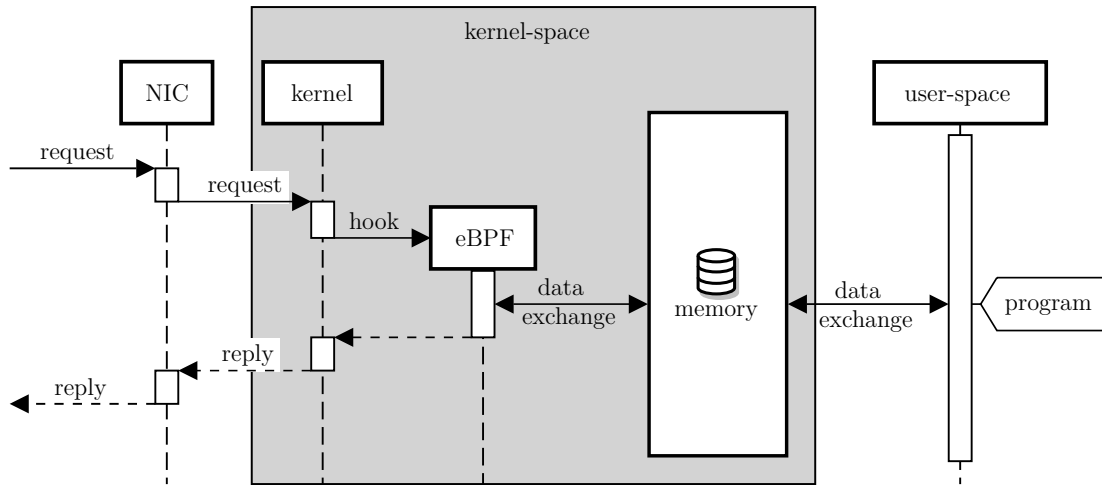 kernel-space
NIC
kernel
user-space
request
request
hook
eBPF
data
exchange
memory
data
exchange
program
reply
reply